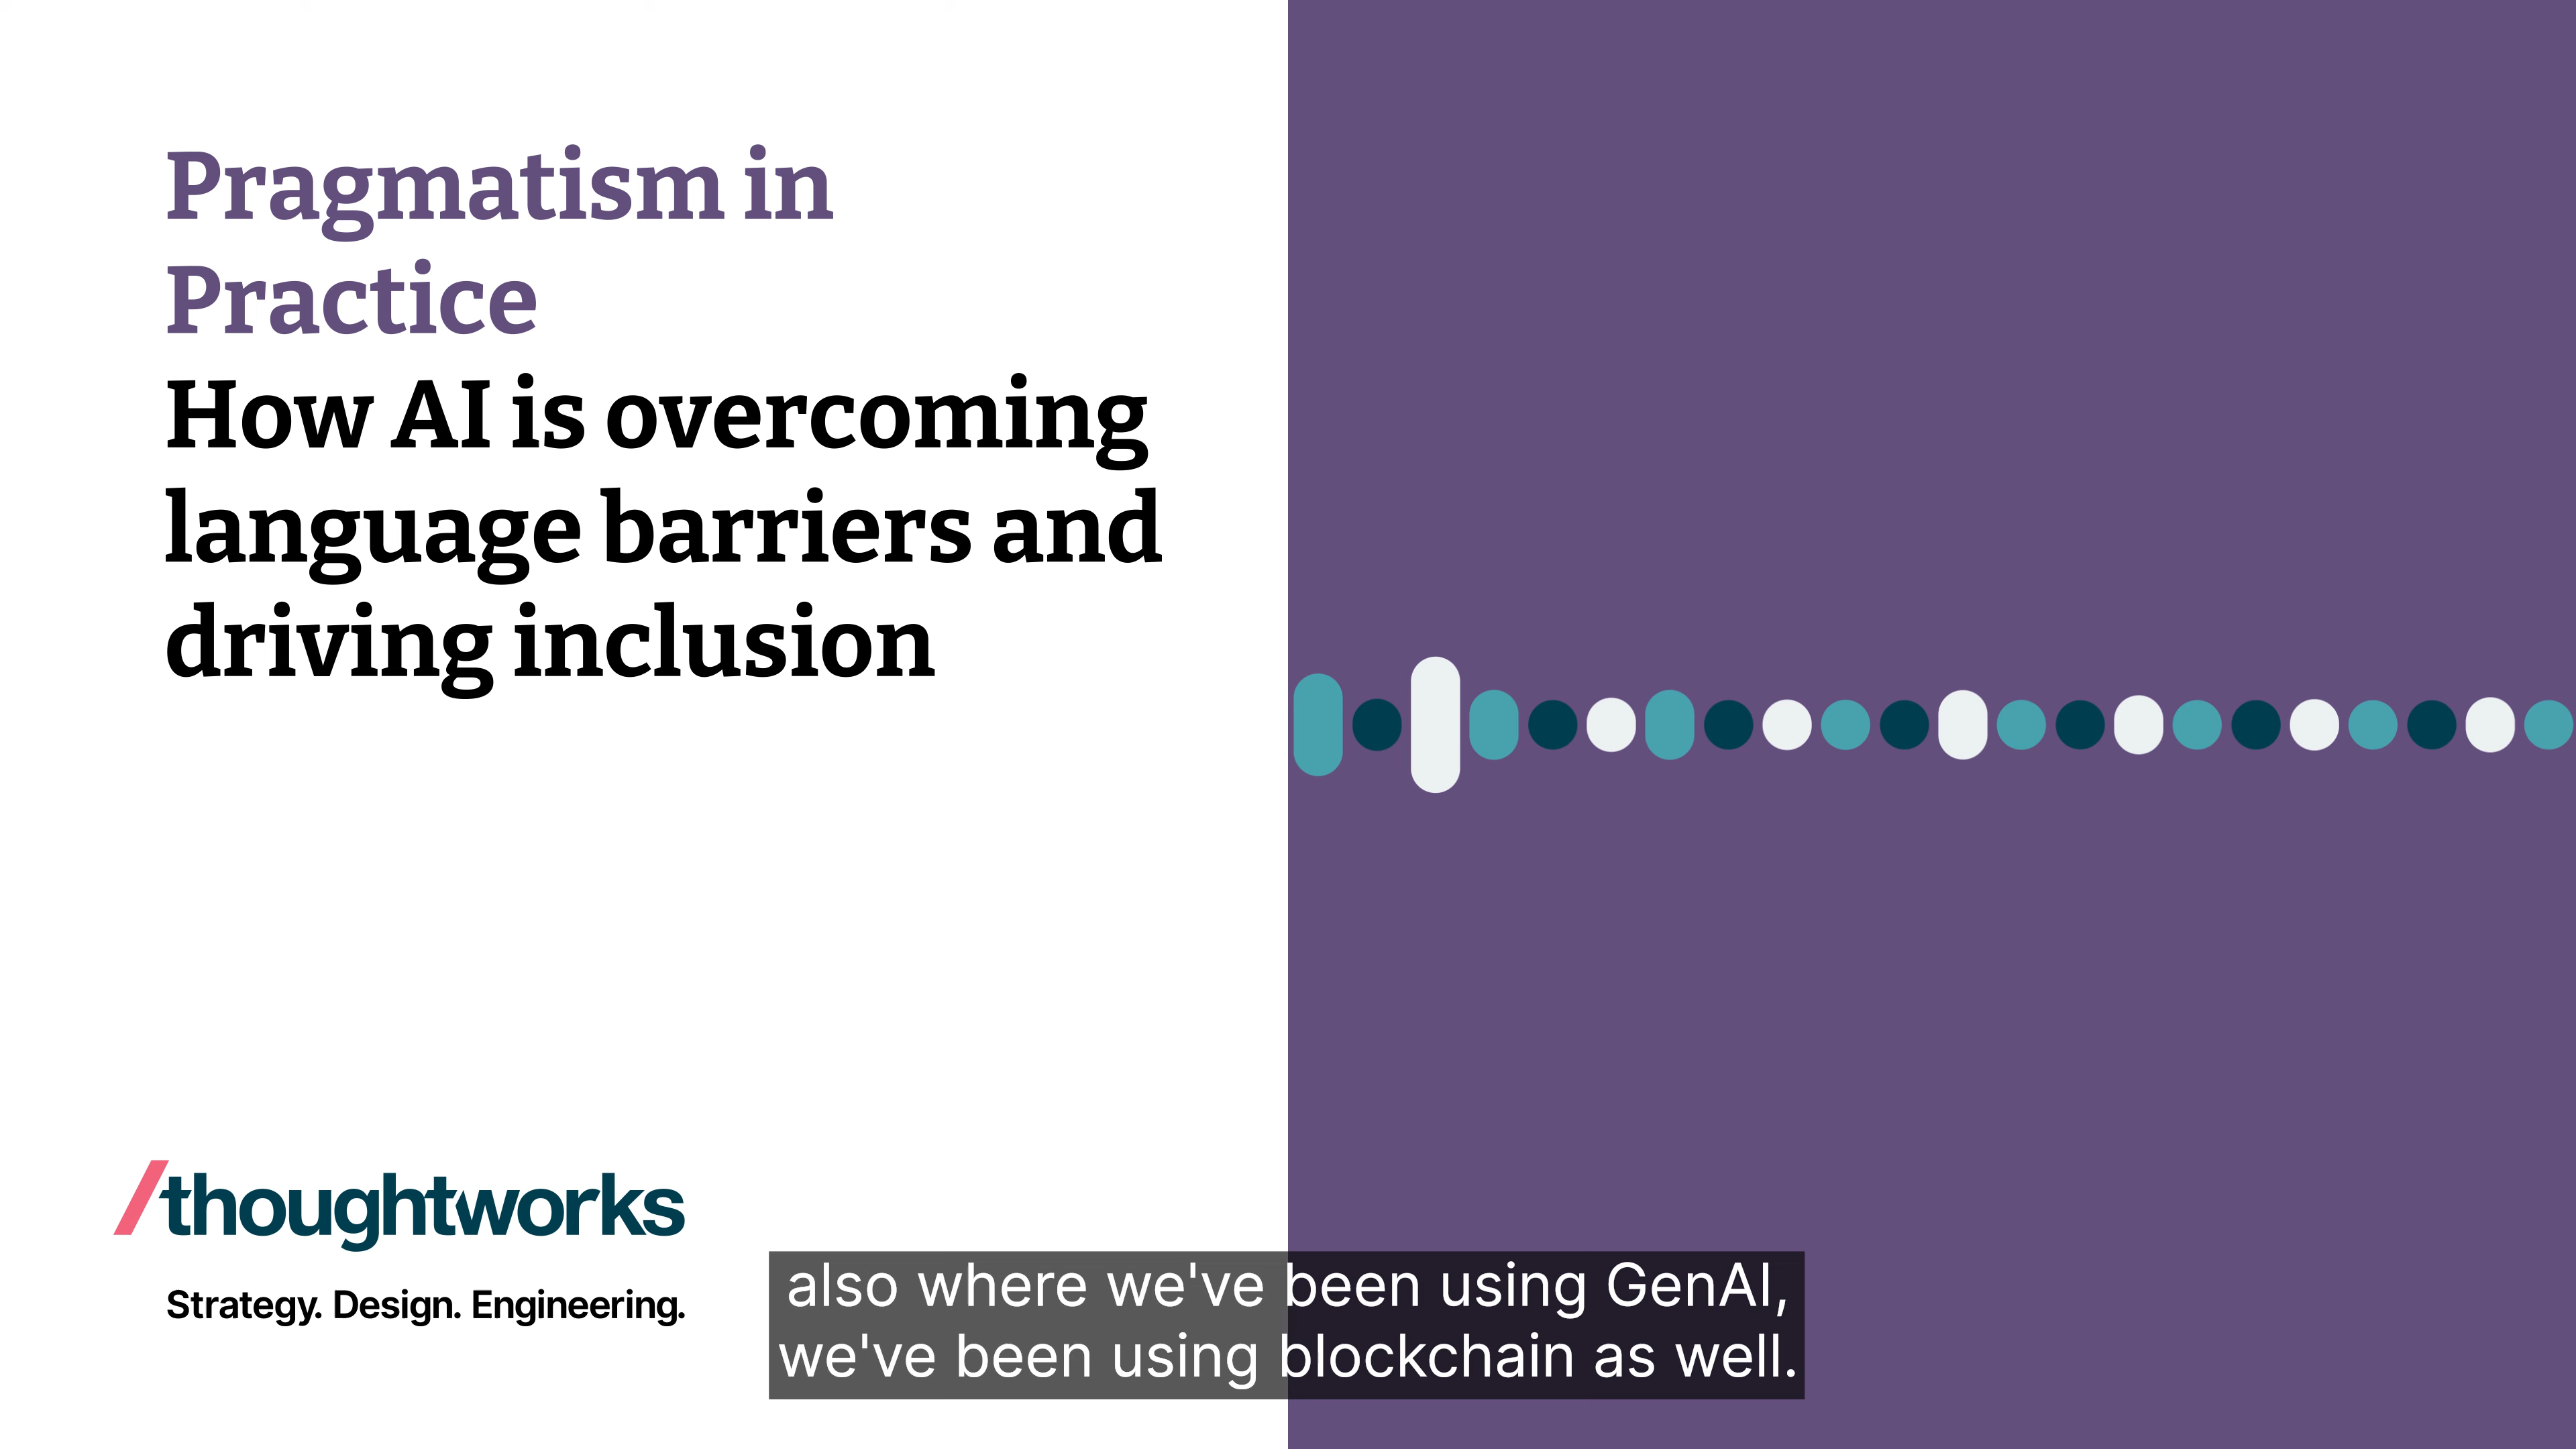 Pragmatism in
Practice
How AI is overcoming
language barriers and
driving inclusion
/thoughtworks
Strategy. Design. Engineering.
also where we've been using GenAI,
we've been using blockchain as well.